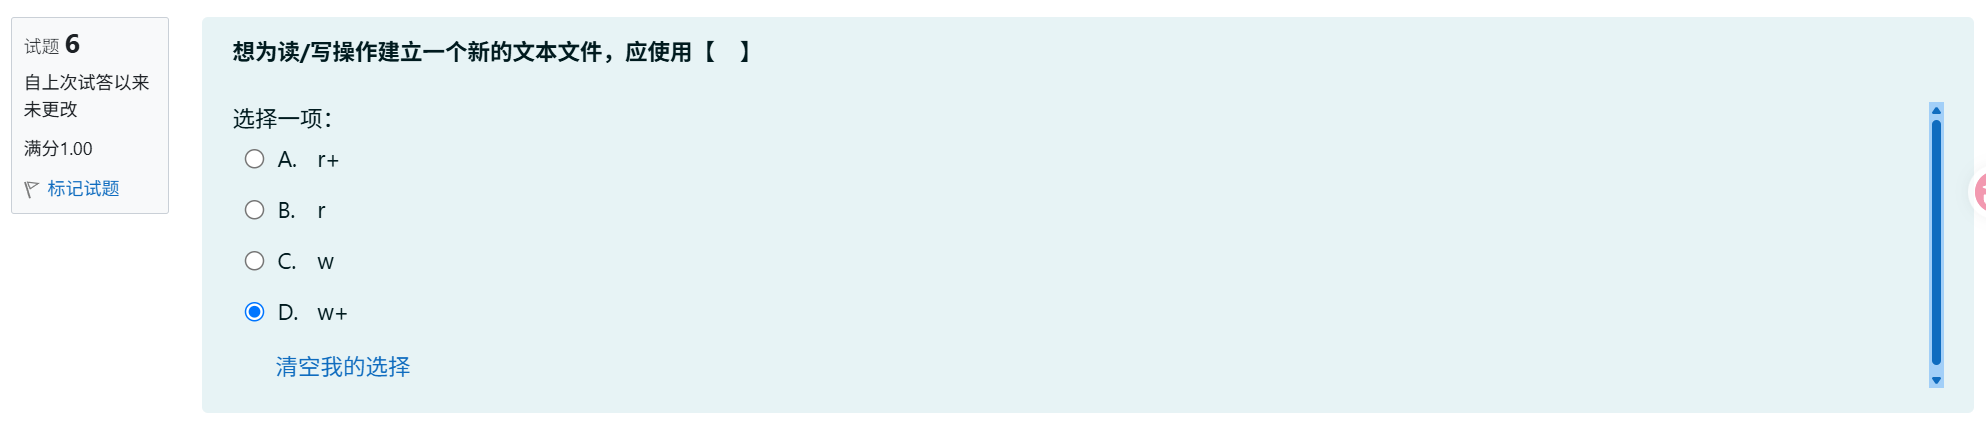 试题 6
自上次试答以来
未更改
满分1.00
标记试题
想为读/写操作建立一个新的文本文件，应使用【　】
选择一项：
A. r+
B. r
C. w
D. w+
清空我的选择